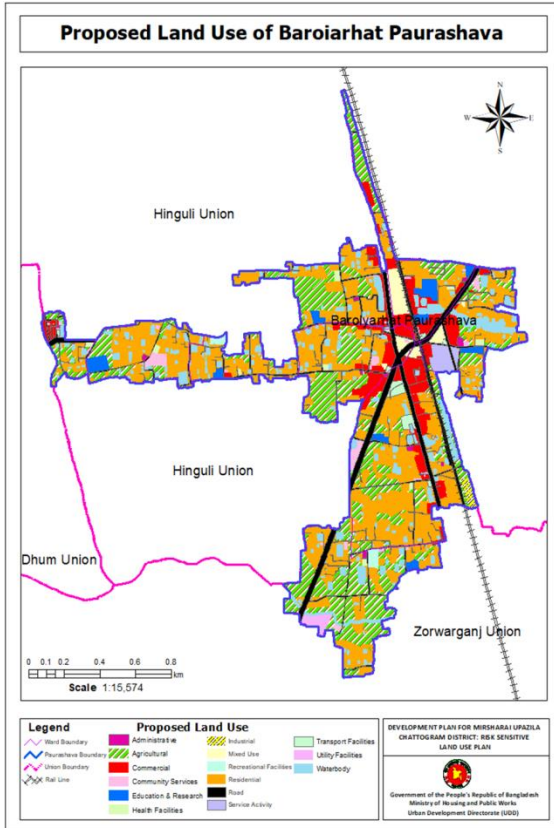 Proposed Land Use of Baroiarhat Paurashava
N
W
E
S
Hinguli Union
Baroiyarhat Paurashava
Hinguli Union
Dhum Union
Zorwarganj Union
0 0.1 0.2 0.4 0.6 0.8
km
Scale 1:15,574
Legend
Ward Boundary
Paurashava Boundary
Union Boundary
Rail Line
Proposed Land Use
Administrative
Agricultural
Commercial
Community Services
Education & Research
Health Facilities
Industrial
Mixed Use
Recreational Facilities
Residential
Road
Service Activity
Transport Facilities
Utility Facilities
Waterbody
DEVELOPMENT PLAN FOR MIRSHARAI UPAZILA
CHATTOGRAM DISTRICT: RISK SENSITIVE
LAND USE PLAN
Government of the People's Republic of Bangladesh
Ministry of Housing and Public Works
Urban Development Directorate (UDD)